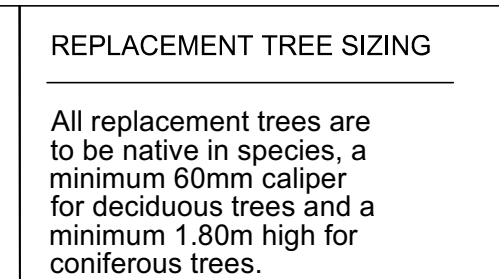 REPLACEMENT TREE SIZING
All replacement trees are
to be native in species, a
minimum 60mm caliper
for deciduous trees and a
minimum 1.80m high for
coniferous trees.